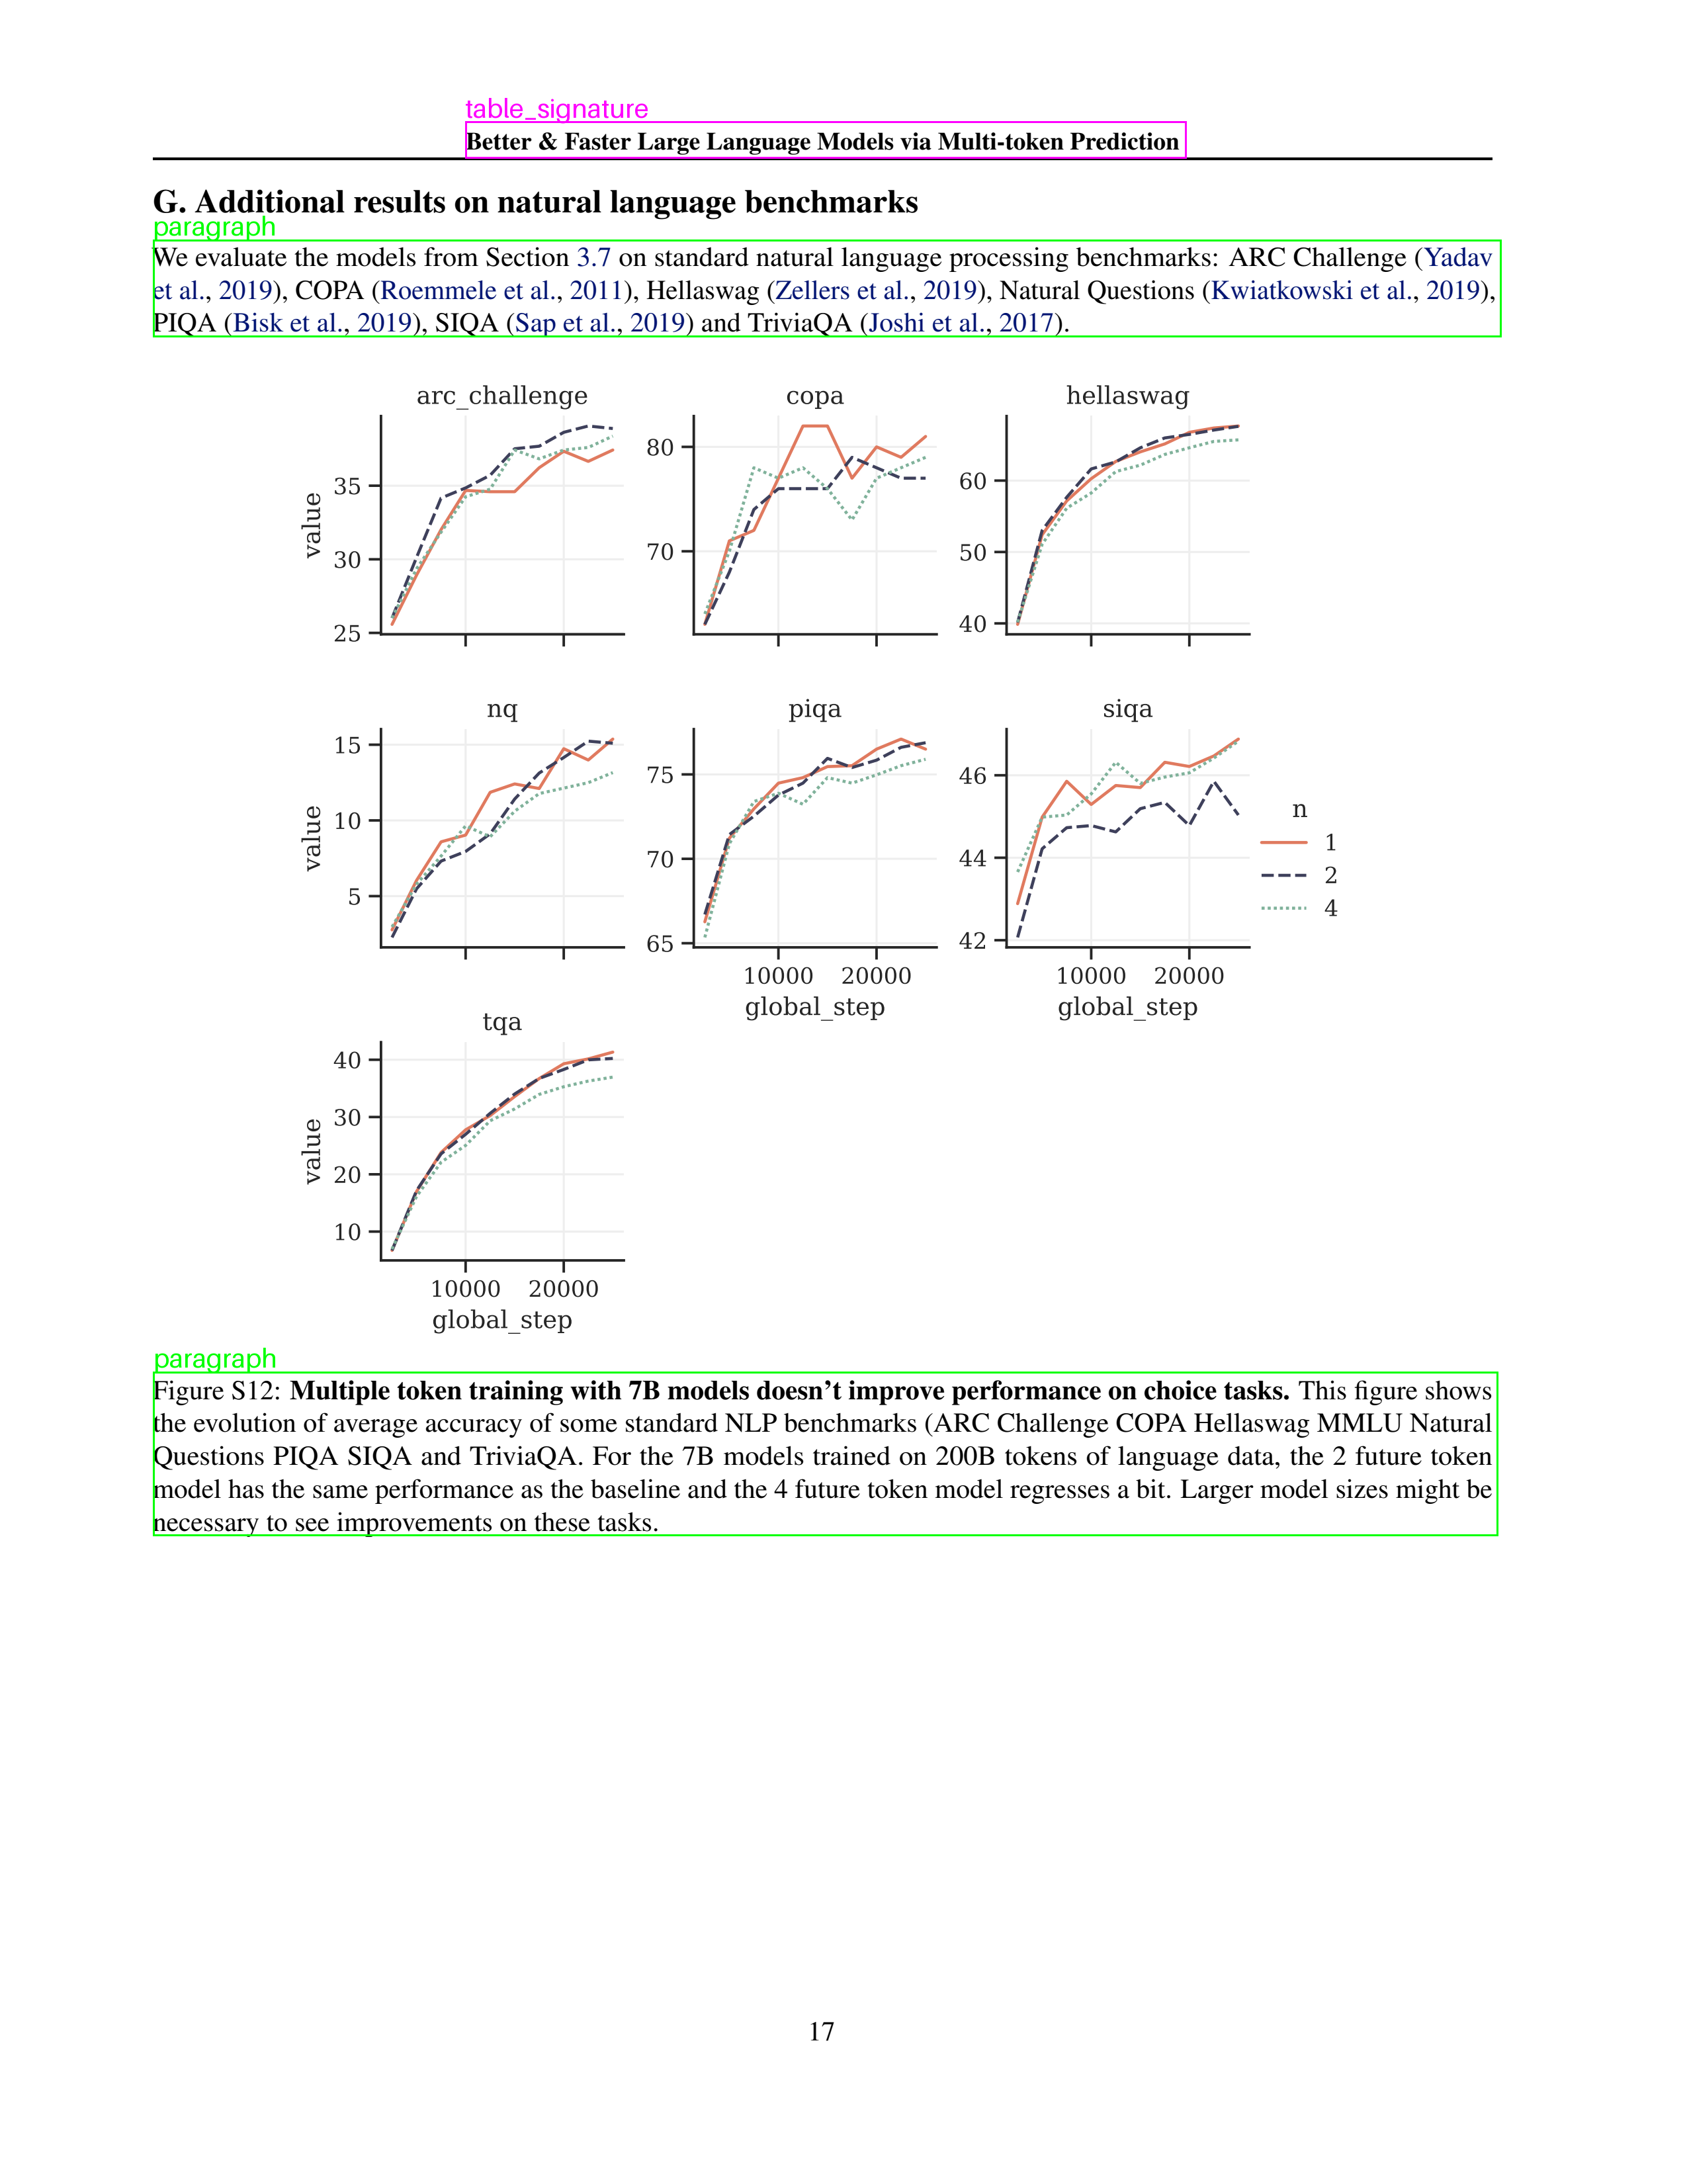 table_signature
Better & Faster Large Language Models via Multi-token Prediction
G. Additional results on natural language benchmarks
paragraph
We evaluate the models from Section 3.7 on standard natural language processing benchmarks: ARC Challenge (Yadav
et al., 2019), COPA (Roemmele et al., 2011), Hellaswag (Zellers et al., 2019), Natural Questions (Kwiatkowski et al., 2019),
PIQA (Bisk et al., 2019), SIQA (Sap et al., 2019) and TriviaQA (Joshi et al., 2017).
arc_challenge
value
35
30
25
copa
80
70
hellaswag
60
50
40
nq
value
15
10
5
piqa
75
70
65
10000 20000
global_step
siqa
46
44
42
10000 20000
global_step
n
1
2
4
tqa
value
40
30
20
10
10000 20000
global_step
paragraph
Figure S12: Multiple token training with 7B models doesn't improve performance on choice tasks. This figure shows
the evolution of average accuracy of some standard NLP benchmarks (ARC Challenge COPA Hellaswag MMLU Natural
Questions PIQA SIQA and TriviaQA. For the 7B models trained on 200B tokens of language data, the 2 future token
model has the same performance as the baseline and the 4 future token model regresses a bit. Larger model sizes might be
necessary to see improvements on these tasks.
17